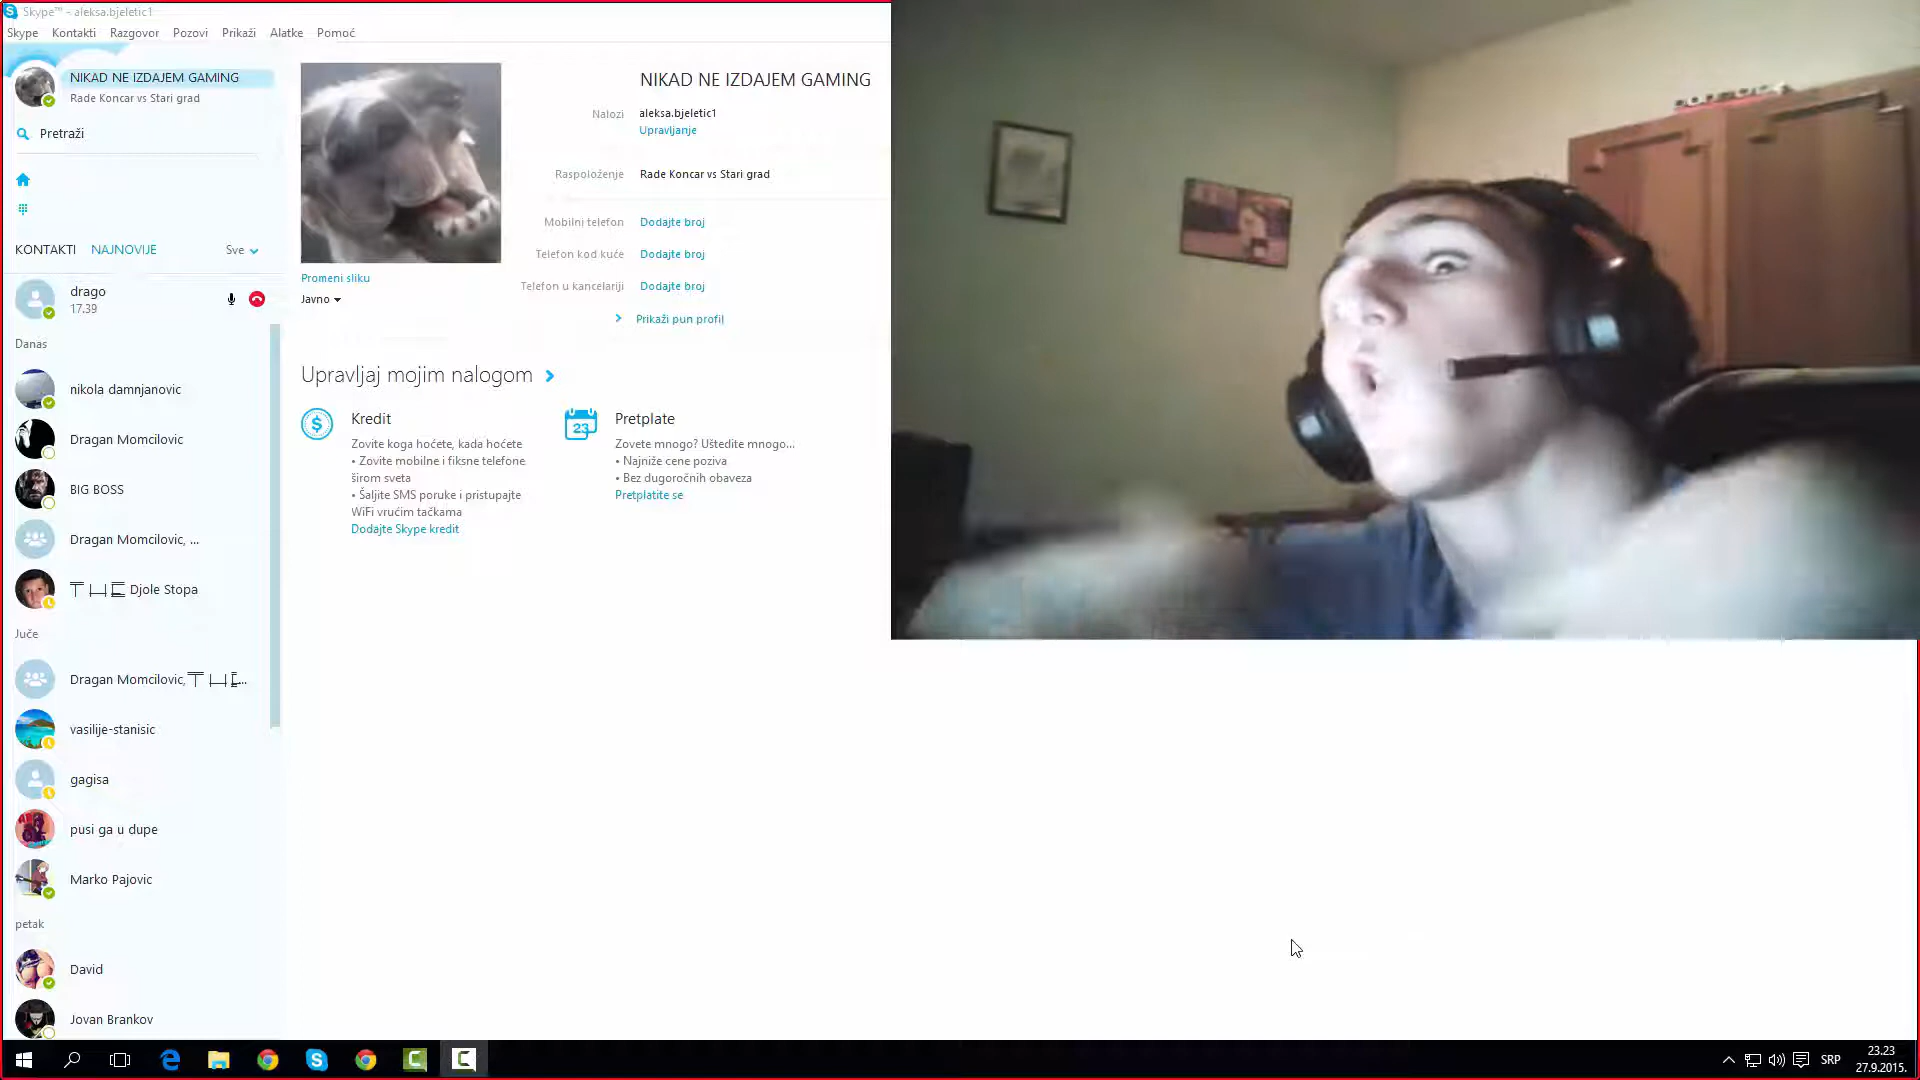 Skype™ - aleksa.bjeletic1
Skype Kontakti Razgovor Pozovi Prikaži Alatke Pomoć
NIKAD NE IZDAJEM GAMING
Rade Koncar vs Stari grad
Pretraži
KONTAKTI NAJNOVIJE Sve
drago
17.39
Danas
nikola damnjanovic
Dragan Momcilovic
BIG BOSS
Dragan Momcilovic, ...
Djole Stopa
Juče
Dragan Momcilovic,
vasilije-stanisic
gagisa
pusi ga u dupe
Marko Pajovic
petak
David
Jovan Brankov
Promeni sliku
Javno
NIKAD NE IZDAJEM GAMING
Nalozi aleksa.bjeletic1
Upravljanje
Raspoloženje Rade Koncar vs Stari grad
Mobilni telefon Dodajte broj
Telefon kod kuće Dodajte broj
Telefon u kancelariji Dodajte broj
Prikaži pun profil
Upravljaj mojim nalogom
Kredit
Zovite koga hoćete, kada hoćete
• Zovite mobilne i fiksne telefone
širom sveta
• Šaljite SMS poruke i pristupajte
WiFi vrućim tačkama
Dodajte Skype kredit
23
Pretplate
Zovete mnogo? Uštedite mnogo...
• Najniže cene poziva
• Bez dugoročnih obaveza
Pretplatite se
SRP
23.23
27.9.2015.